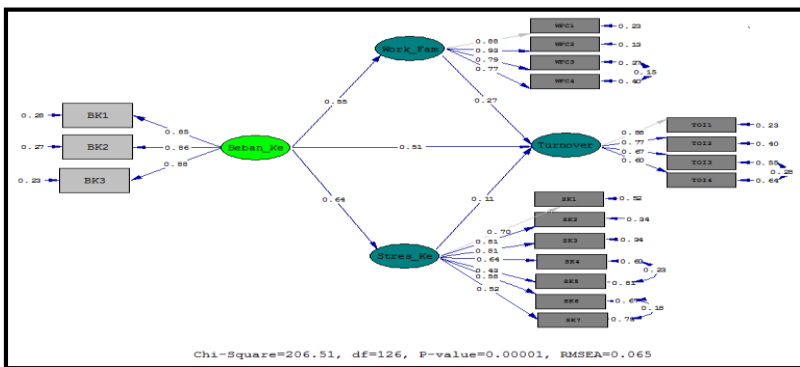 WFC1
WFC2
WFC3
WFC4
0.23
0.13
0.27
0.40
0.15
0.88
0.93
0.79
0.77
Work_Fam
0.28
0.27
0.23
BK1
BK2
BK3
0.85
0.86
0.88
Beban_Ke
0.55
0.51
0.64
0.27
0.11
Turnover
0.88
0.77
0.67
0.60
TOI1
TOI2
TOI3
TOI4
0.23
0.40
0.55
0.64
0.28
Stres_Ke
0.70
0.81
0.81
0.64
0.43
0.58
0.52
SK1
SK2
SK3
SK4
SK5
SK6
SK7
0.52
0.34
0.34
0.60
0.81
0.23
0.18
Chi-Square=206.51, df=126, P-value=0.00001, RMSEA=0.065